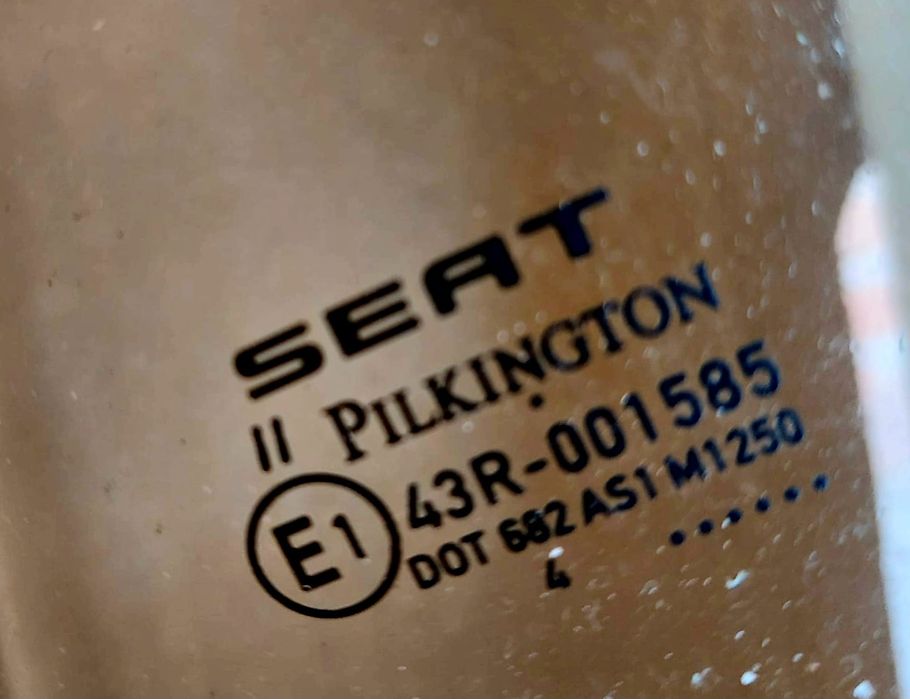 SEAT
II PILKINGTON
E1 43R-001585
DOT 682 AS1 M1250
4 ......